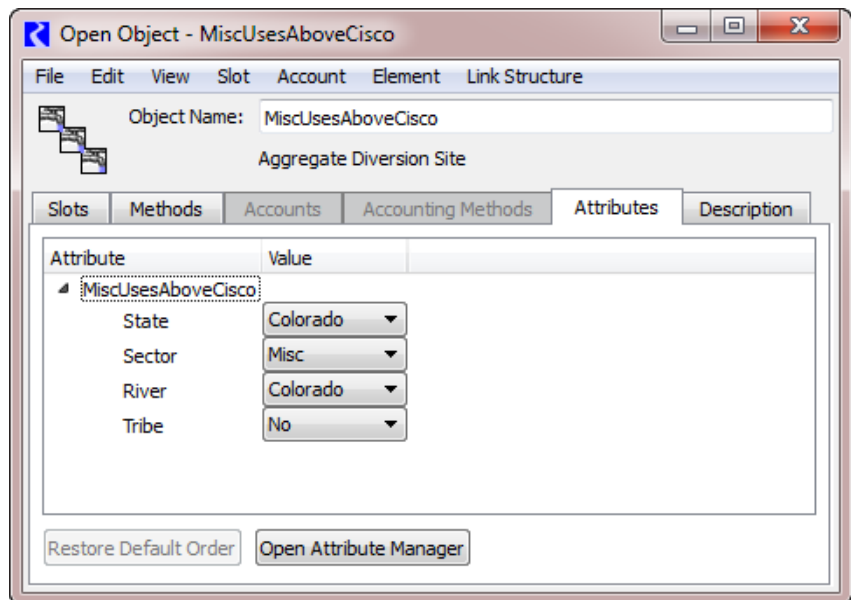 Open Object - MiscUsesAboveCisco
File Edit View Slot Account Element Link Structure
Object Name: MiscUsesAboveCisco
Aggregate Diversion Site
Slots Methods Accounts Accounting Methods Attributes Description
Attribute Value
MiscUsesAboveCisco
State Colorado
Sector Misc
River Colorado
Tribe No
Restore Default Order Open Attribute Manager